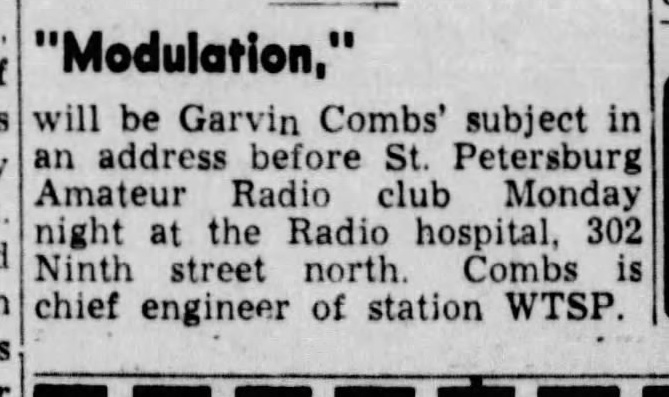 "Modulation,"
will be Garvin Combs' subject in
an address before St. Petersburg
Amateur Radio club Monday
night at the Radio hospital, 302
Ninth street north. Combs is
chief engineer of station WTSP.